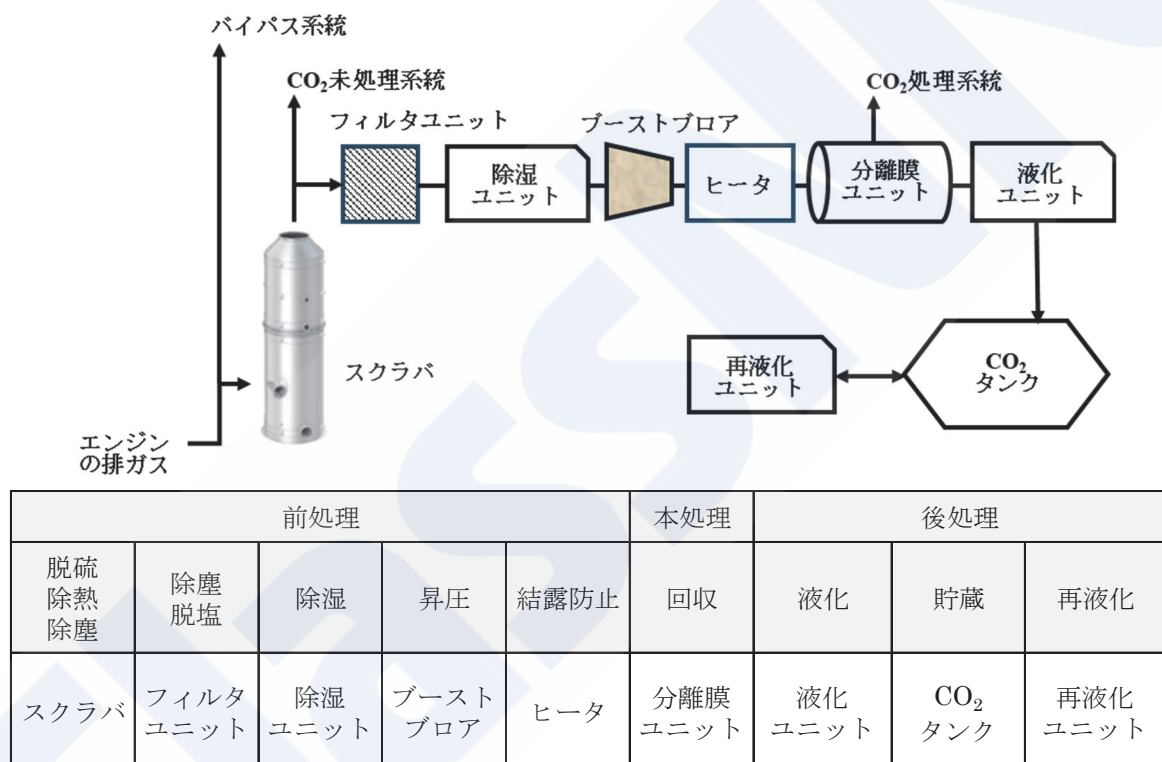 バイパス系統
CO₂未処理系統
CO₂処理系統
フィルタユニット
ブーストブロア
除湿
ユニット
ヒータ
分離膜
ユニット
液化
ユニット
スクラバ
再液化
ユニット
CO₂
タンク
エンジン
の排ガス
前処理
本処理
後処理
脱硫
除熱
除塵
除塵
脱塩
除湿
昇圧
結露防止
回収
液化
貯蔵
再液化
スクラバ
フィルタ
ユニット
除湿
ユニット
ブースト
ブロア
ヒータ
分離膜
ユニット
液化
ユニット
CO₂
タンク
再液化
ユニット